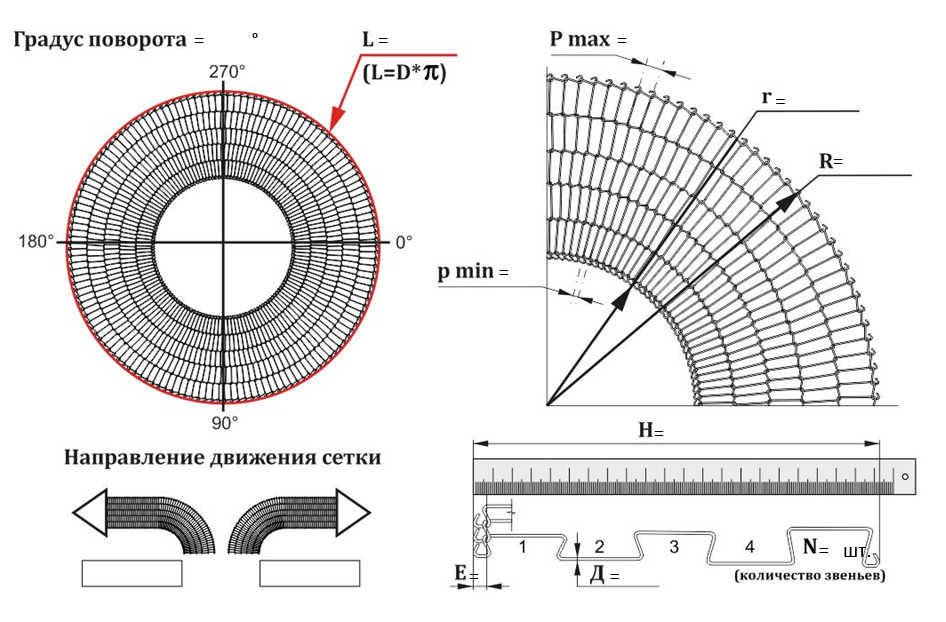 Градус поворота = °
L =
(L=D*π)
270°
180°
0°
90°
P max =
r =
R=
p min =
Направление движения сетки
H=
1 2 3 4 N= шт.
(количество звеньев)
E=
Д =